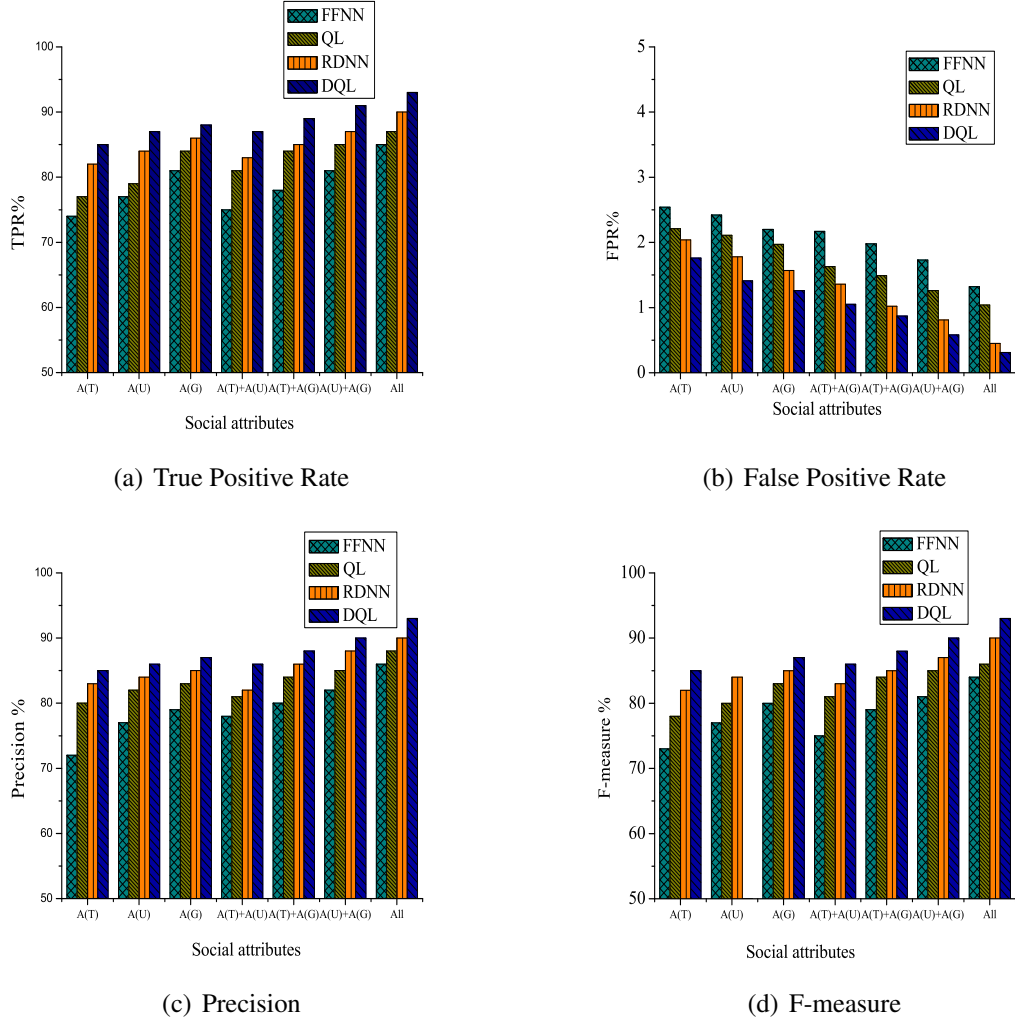 FFNN
QL
RDNN
DQL
100
90
80
70
60
50
TPR%
A(T) A(U) A(G) A(T)+A(U) A(T)+A(G) A(U)+A(G) All
Social attributes
(a) True Positive Rate
FFNN
QL
RDNN
DQL
5
4
3
2
1
0
FPR%
A(T) A(U) A(G) A(T)+A(G) A(T)+A(G) A(U)+A(G) All
Social attributes
(b) False Positive Rate
FFNN
QL
RDNN
DQL
100
90
80
70
60
50
Precision %
A(T) A(U) A(G) A(T)+A(U) A(T)+A(G) A(U)+A(G) All
Social attributes
(c) Precision
FFNN
QL
RDNN
DQL
100
90
80
70
60
50
F-measure %
A(T) A(U) A(G) A(T)+A(U) A(T)+A(G) A(U)+A(G) All
Social attributes
(d) F-measure